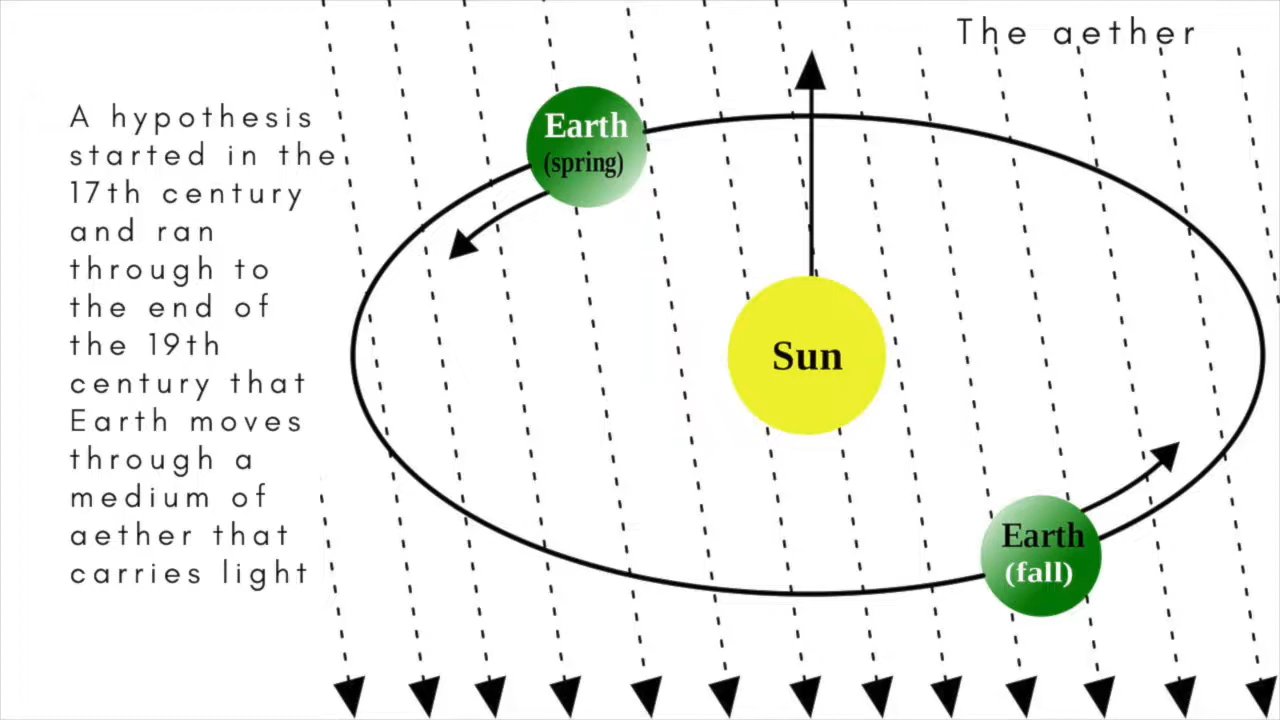 The aether
A hypothesis
started in the
17th century
and ran
through to
the end of
the 19th
century that
Earth moves
through a
medium of
aether that
carries light
Earth
(spring)
Sun
Earth
(fall)